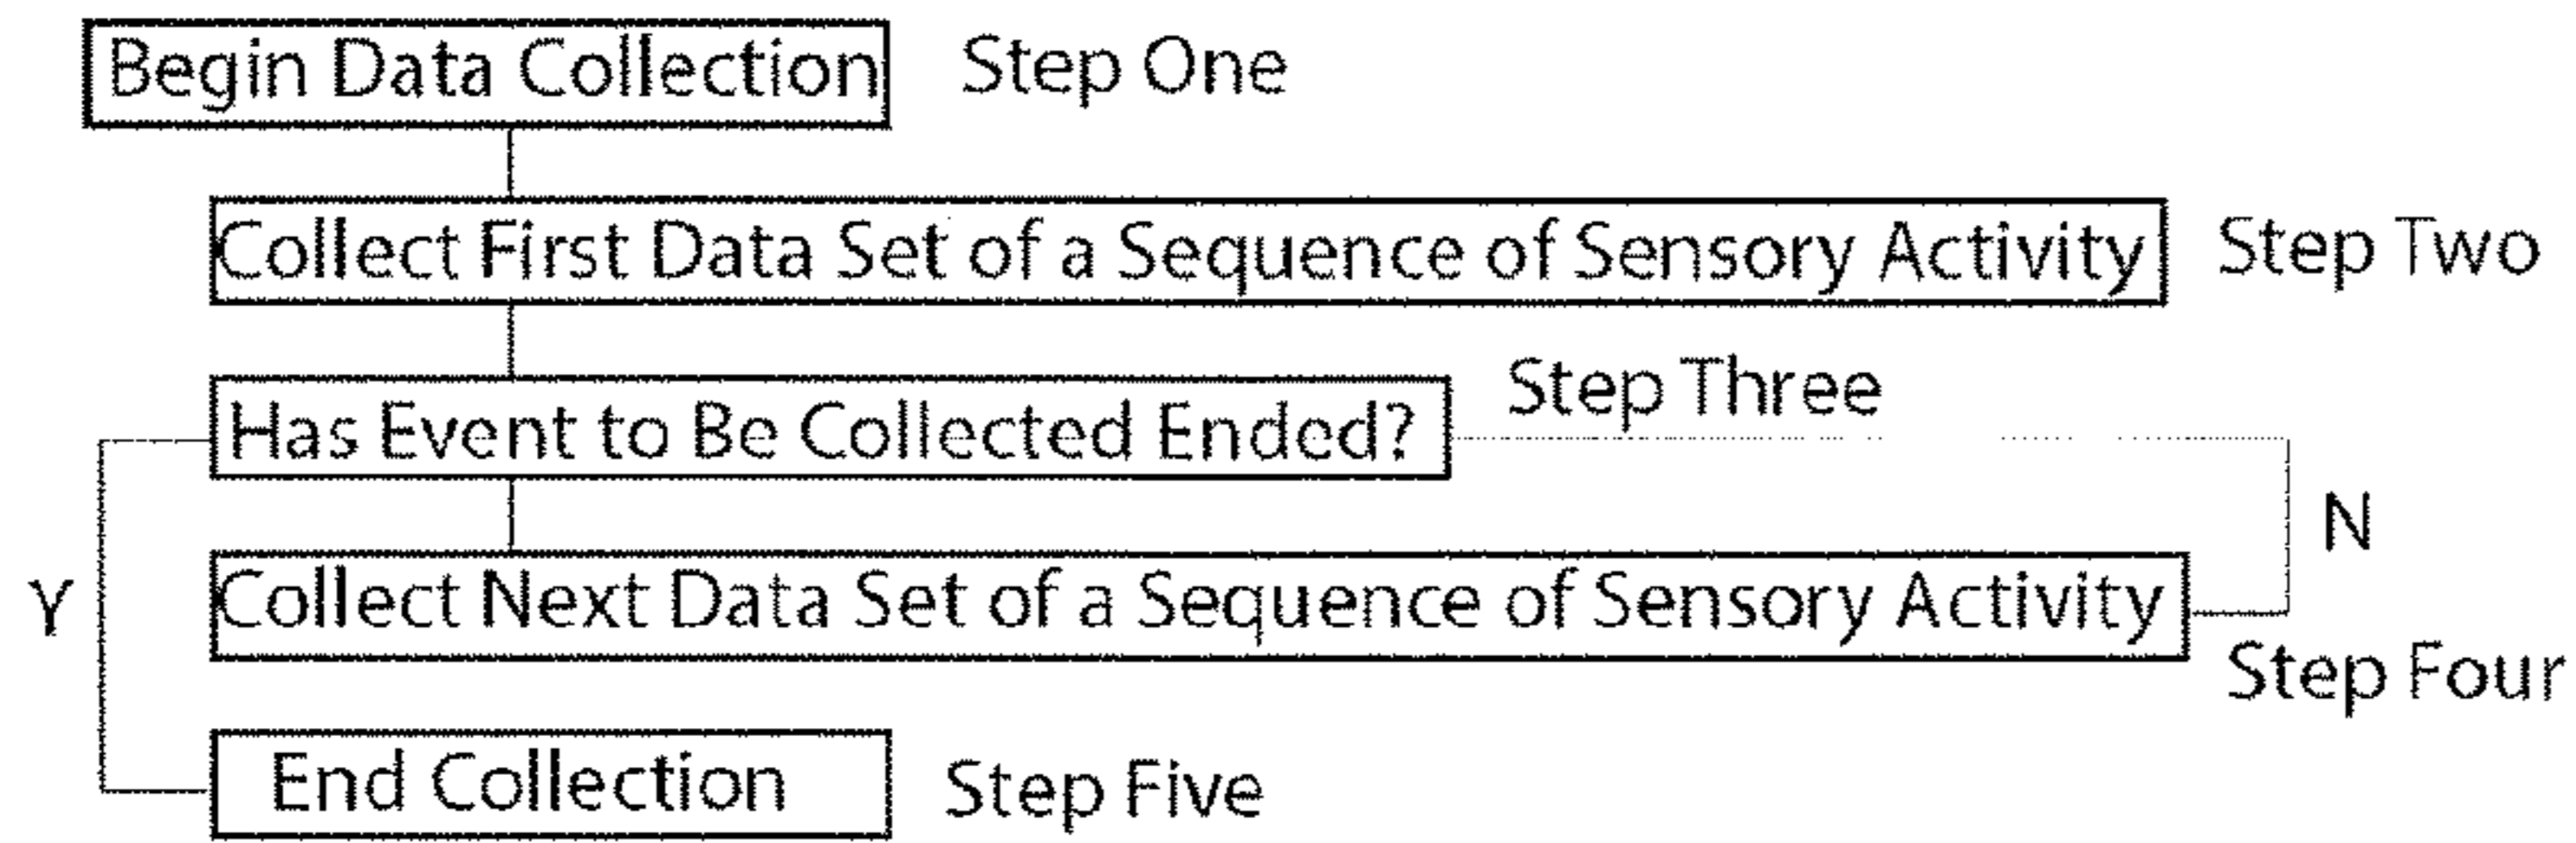 Begin Data Collection Step One
Collect First Data Set of a Sequence of Sensory Activity Step Two
Has Event to Be Collected Ended? Step Three
N
Collect Next Data Set of a Sequence of Sensory Activity
Y
Step Four
End Collection Step Five